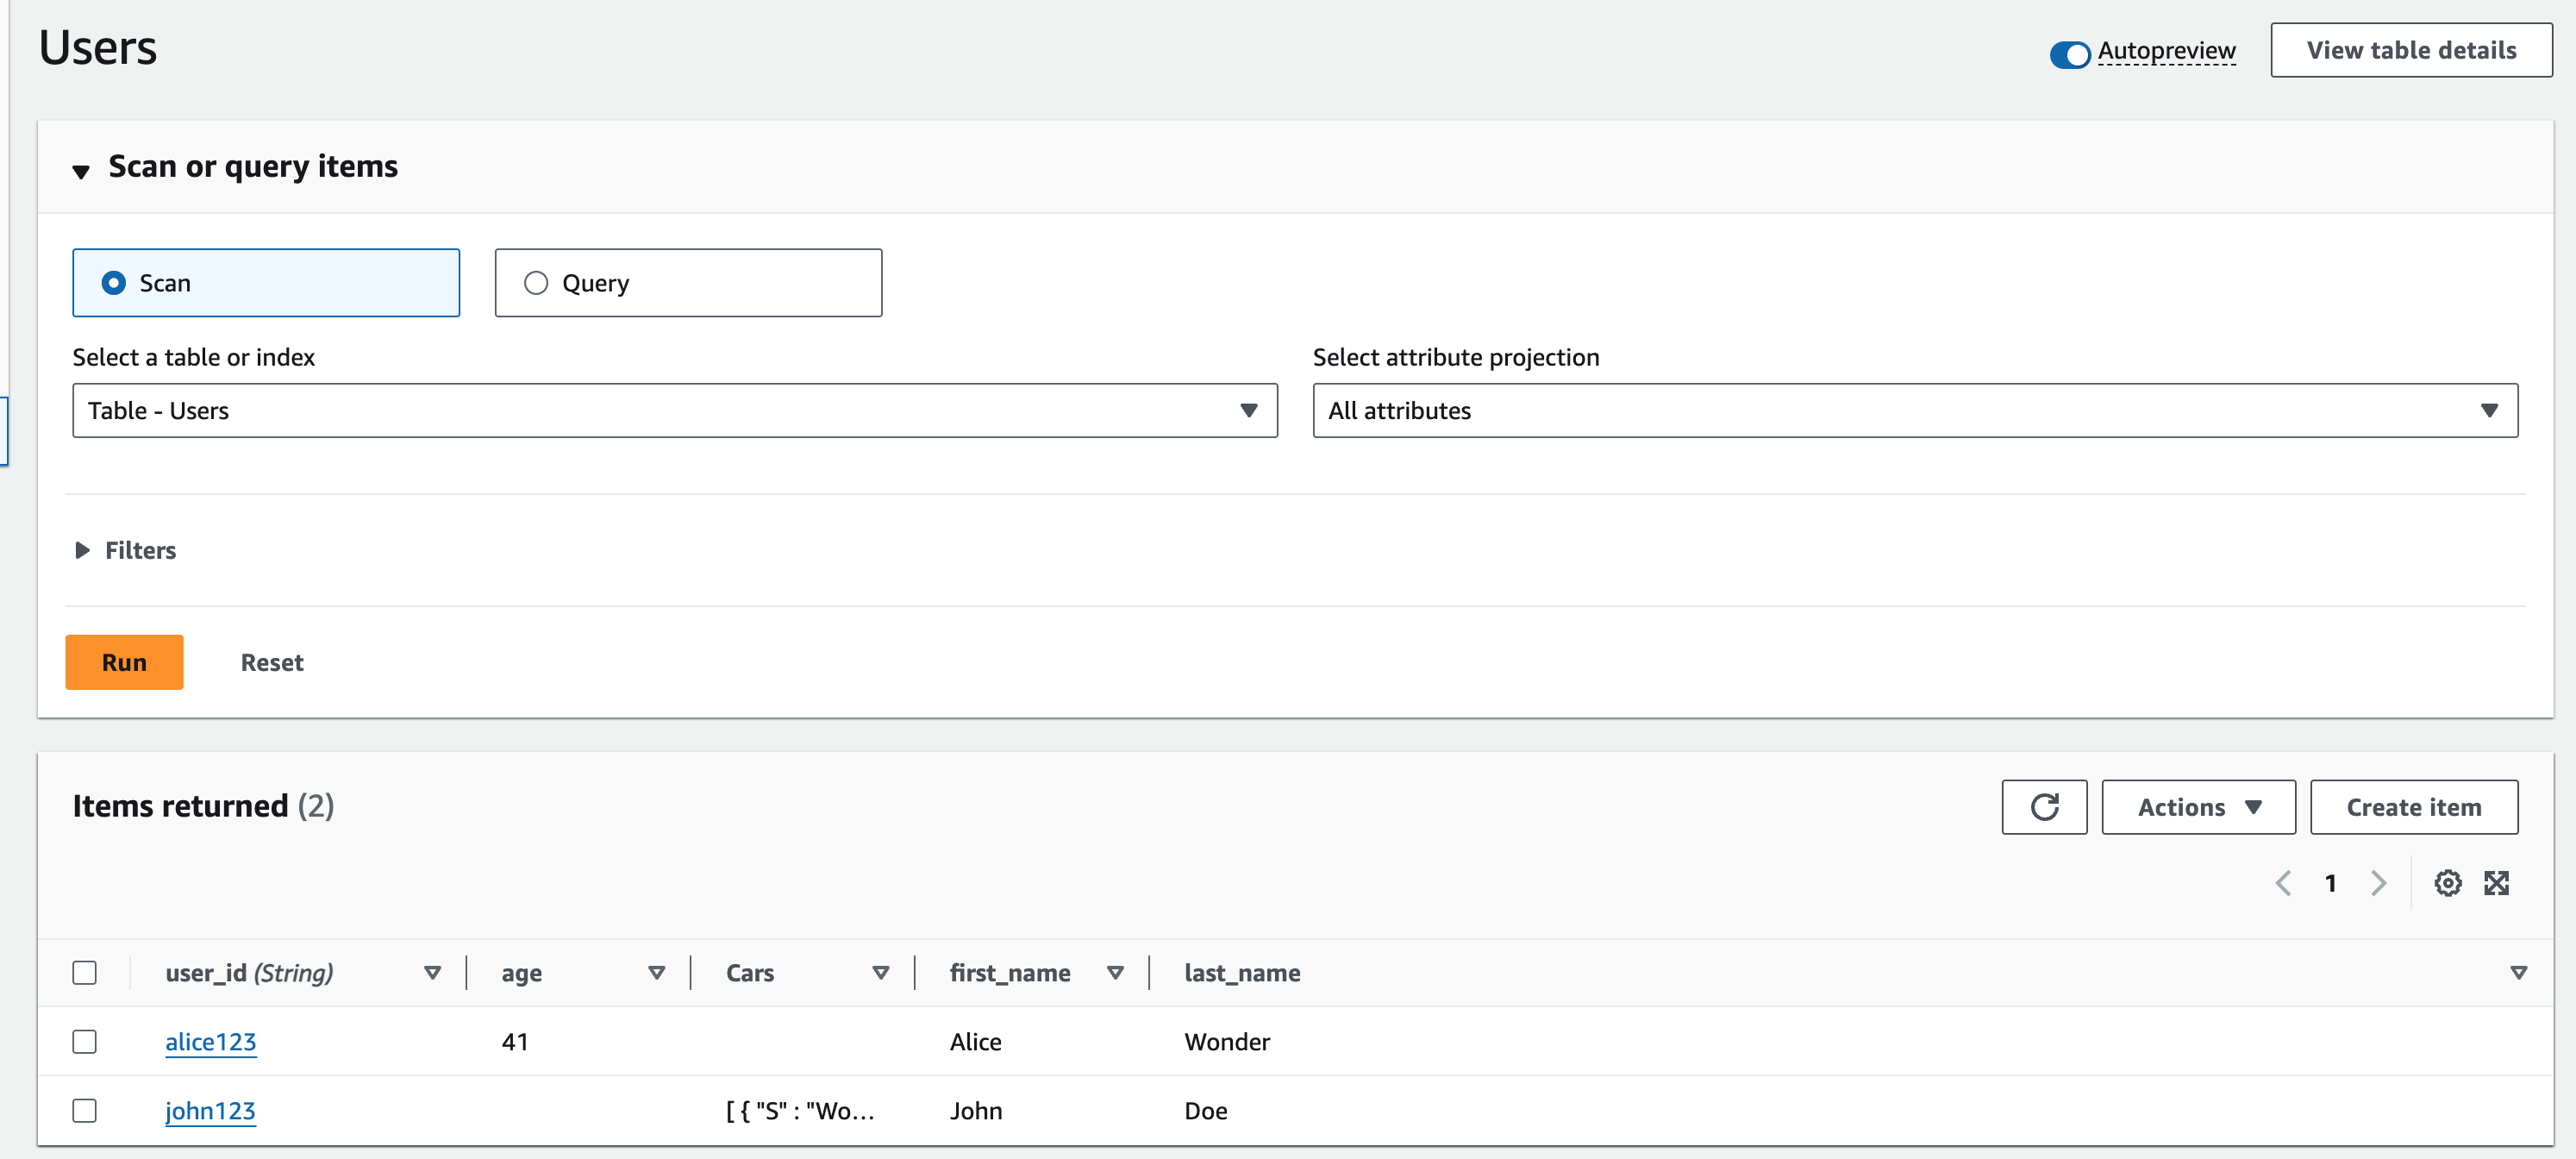 Users
Autopreview
View table details
Scan or query items
Scan
Query
Select a table or index
Select attribute projection
Table - Users
All attributes
Filters
Run
Reset
Items returned (2)
Actions
Create item
1
user_id (String) age Cars first_name last_name
alice123 41 Alice Wonder
john123 [ { "S" : "Wo... John Doe